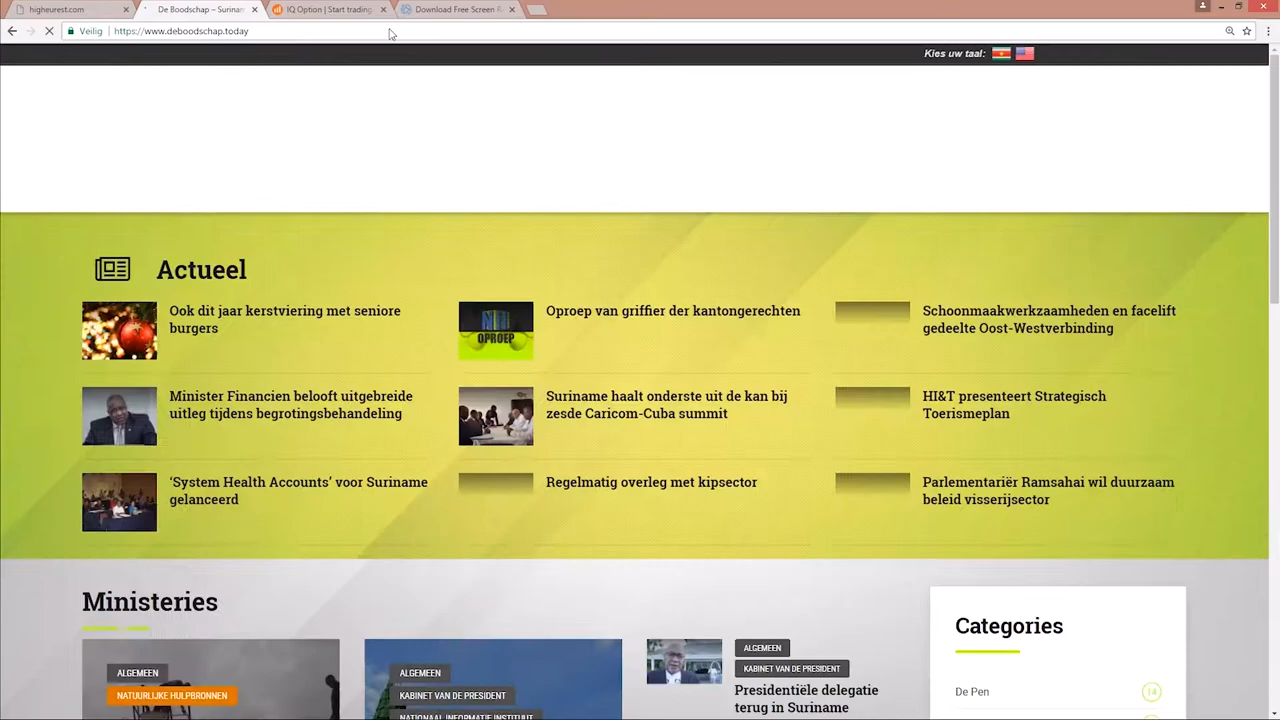 higheurest.com
De Boodschap – Surinam
IQ Option | Start trading
Download Free Screen R
Veilig
https://www.deboodschap.today
Kies uw taal:
Actueel
Ook dit jaar kerstviering met seniore
burgers
Oproep van griffier der kantongerechten
Schoonmaakwerkzaamheden en facelift
gedeelte Oost-Westverbinding
OPROEP
Minister Financien belooft uitgebreide
uitleg tijdens begrotingsbehandeling
Suriname haalt onderste uit de kan bij
zesde Caricom-Cuba summit
HI&T presenteert Strategisch
Toerismeplan
‘System Health Accounts’ voor Suriname
gelanceerd
Regelmatig overleg met kipsector
Parlementariër Ramsahai wil duurzaam
beleid visserijsector
Ministeries
Categories
ALGEMEEN
NATUURLIJKE HULPBRONNEN
ALGEMEEN
KABINET VAN DE PRESIDENT
NATIONAAL INFORMATIE INSTITUUT
ALGEMEEN
KABINET VAN DE PRESIDENT
Presidentiële delegatie
terug in Suriname
De Pen
14